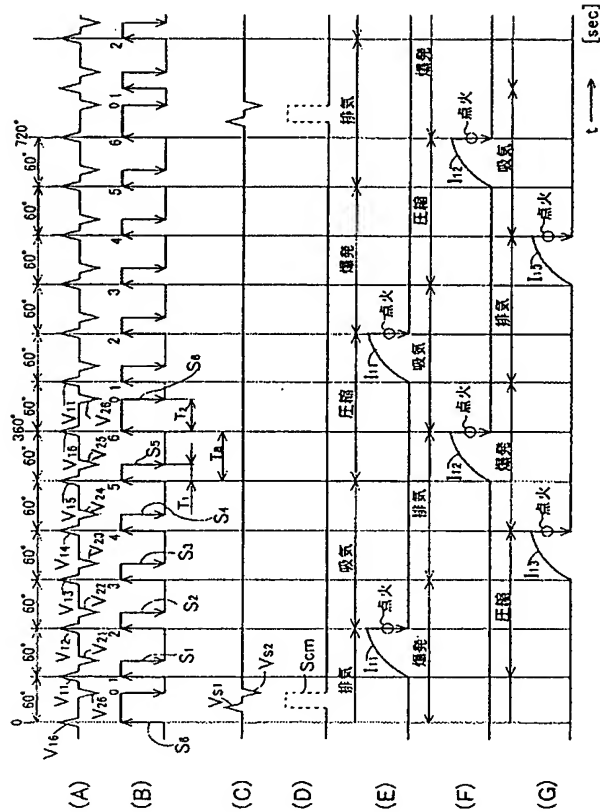 0 360° 720°
60° 60° 60° 60° 60° 60° 60° 60° 60° 60° 60° 60°
(A)
V16 V11 V12 V13 V14 V15 V16 V11
V26 V21 V22 V23 V24 V25 V26
(B)
0 1 2 3 4 5 6 0 1 2 3 4 5 6 0 1 2
S6 S1 S2 S3 S4 S5 S6
T1 Ta T2
(C)
Vs1 Vs2
(D)
Scm
(E)
排気 吸気 圧縮 爆発 排気
I11 点火 I11 点火
(F)
爆発 排気 吸気 圧縮 爆発
I12 点火 I12 点火
(G)
圧縮 爆発 排気 吸気
I13 点火 I13 点火
t → [sec]